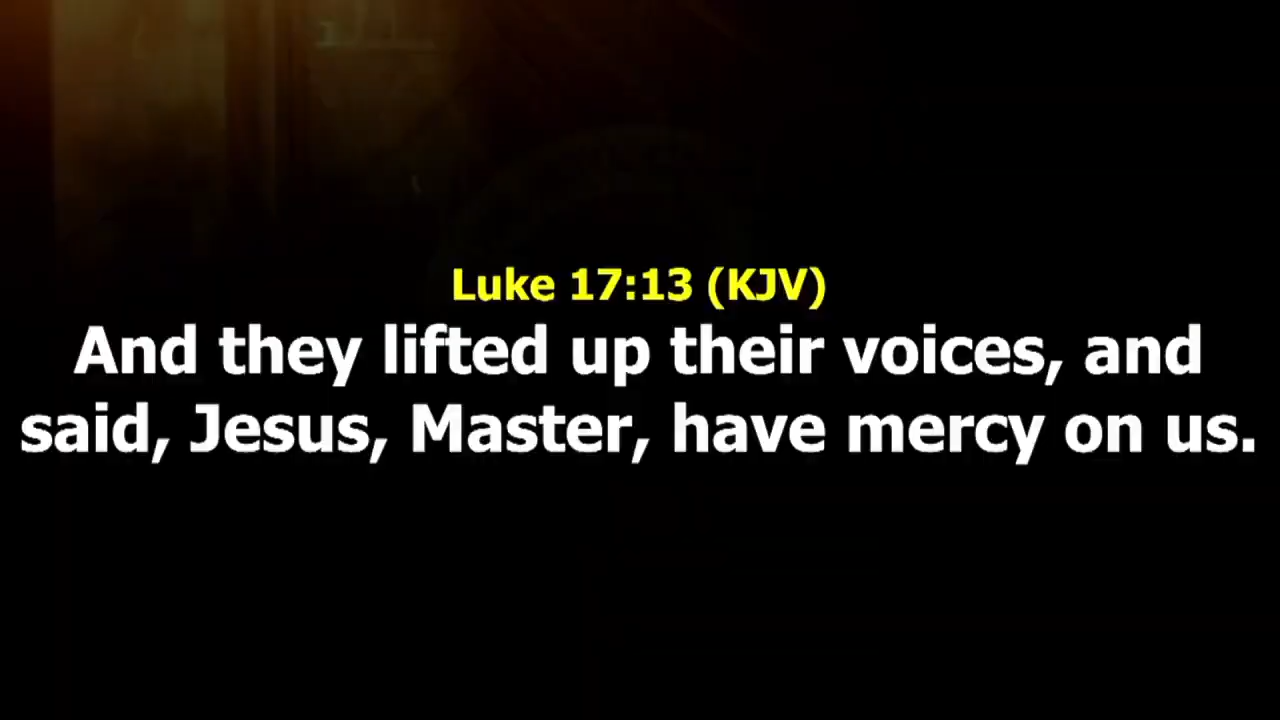 Luke 17:13 (KJV)
And they lifted up their voices, and
said, Jesus, Master, have mercy on us.